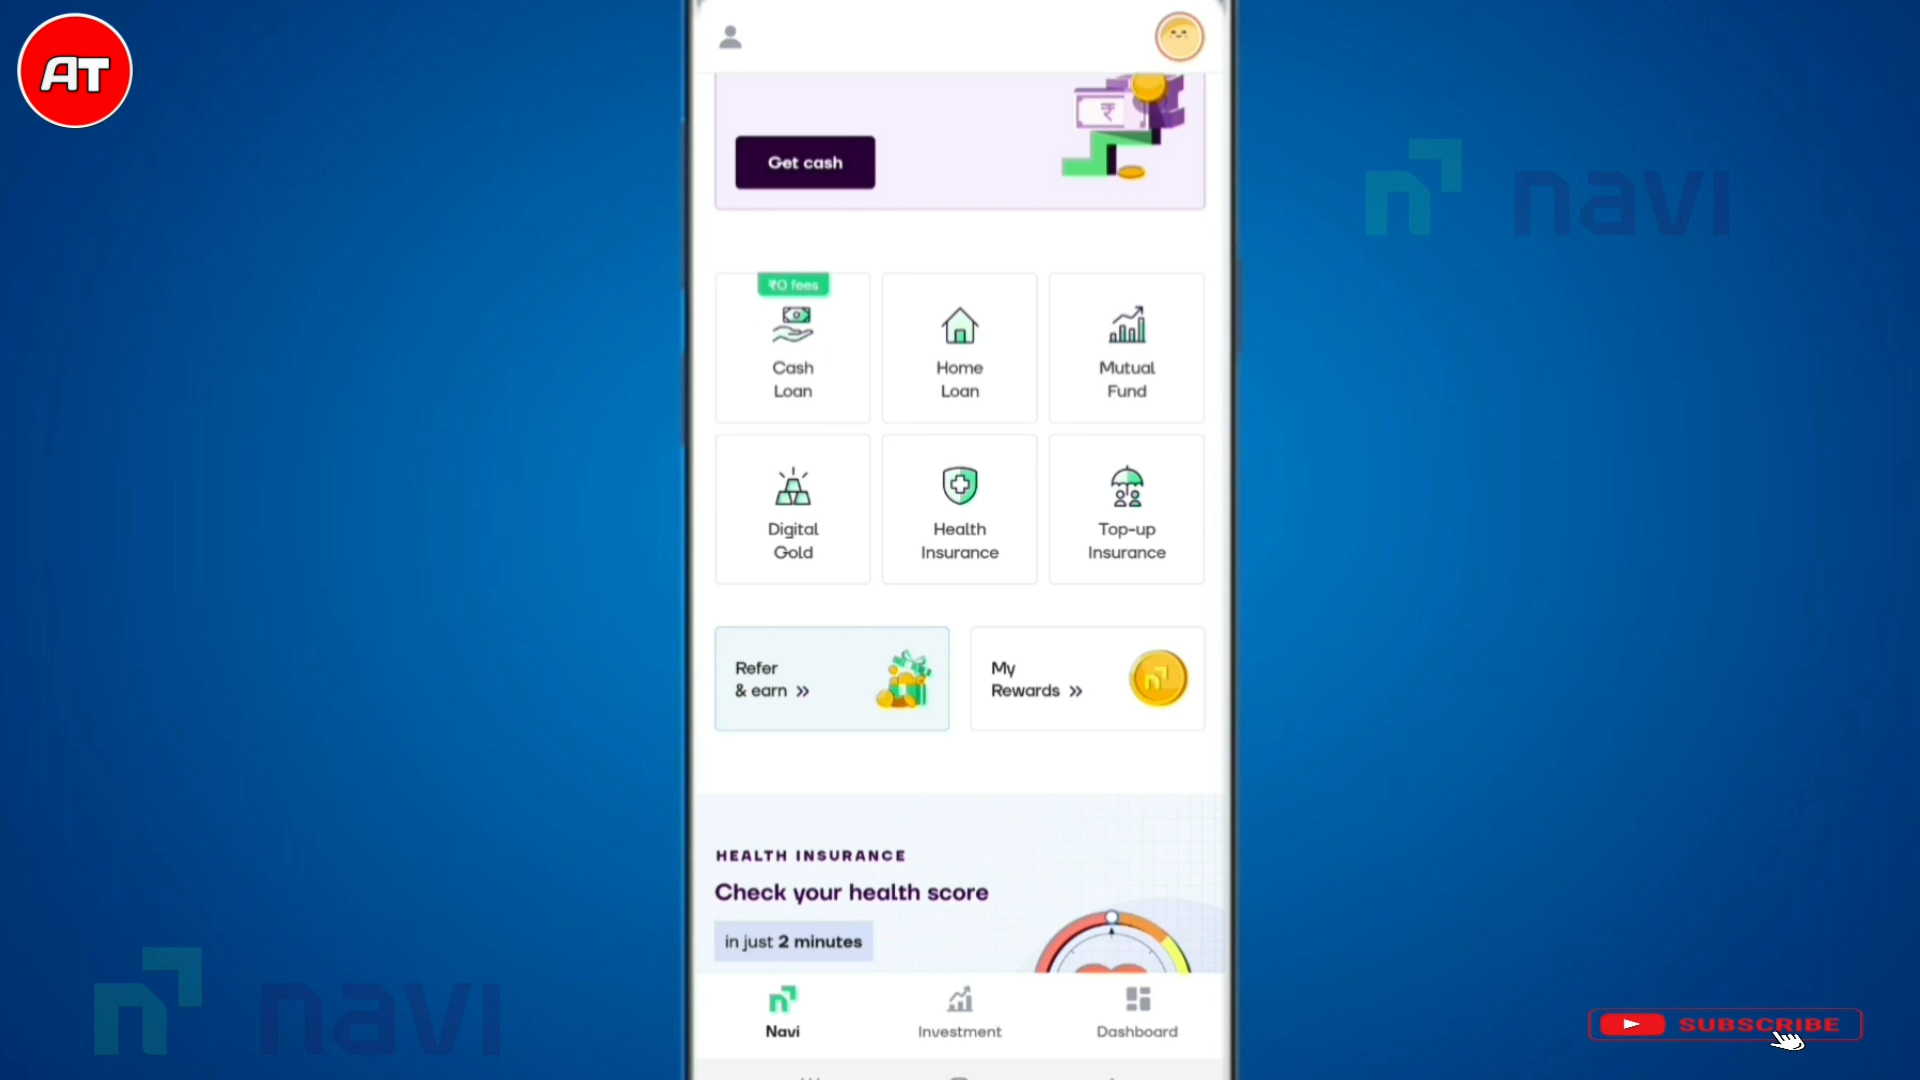 AT
Get cash
₹
navi
₹0 fees
Cash
Loan
Home
Loan
Mutual
Fund
Digital
Gold
Health
Insurance
Top-up
Insurance
Refer
& earn »
My
Rewards »
HEALTH INSURANCE
Check your health score
in just 2 minutes
Navi
Investment
Dashboard
navi
SUBSCRIBE